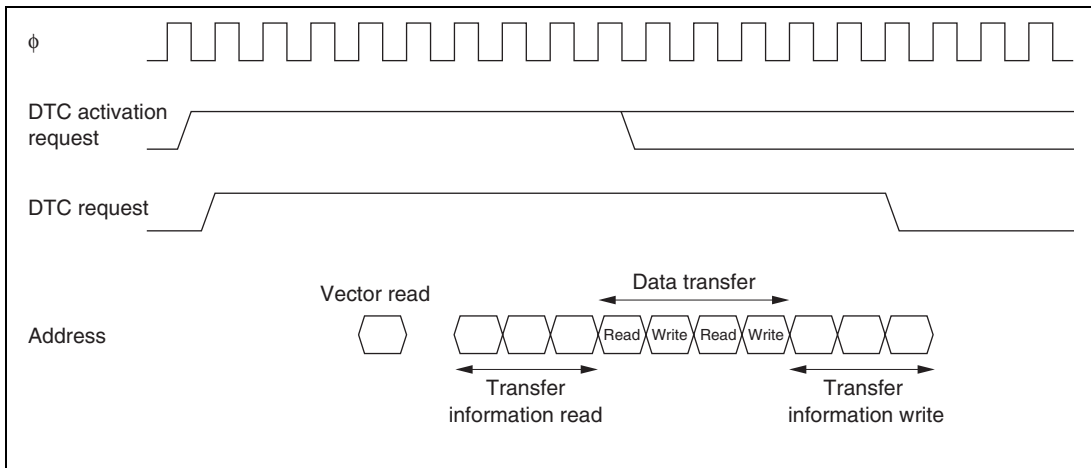 φ
DTC activation
request
DTC request
Vector read
Data transfer
Address
Read
Write
Read
Write
Transfer
information read
Transfer
information write